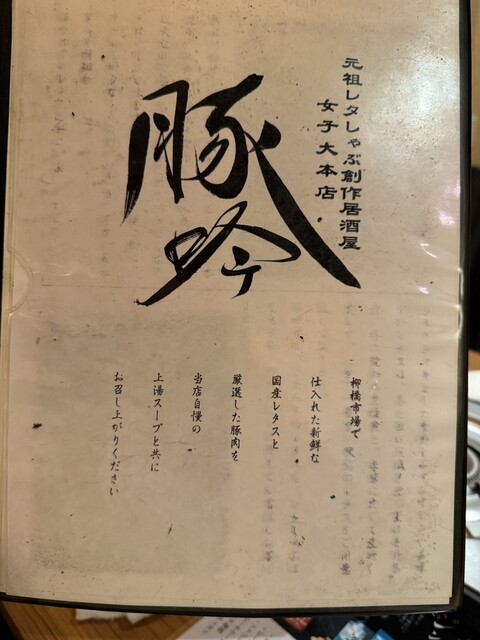 元祖レタしゃぶ創作居酒屋
女子大本店
豚吟
柳橋市場で
仕入れた新鮮な
国産レタスと
厳選した豚肉を
当店自慢の
上湯スープと共に
お召し上がりください